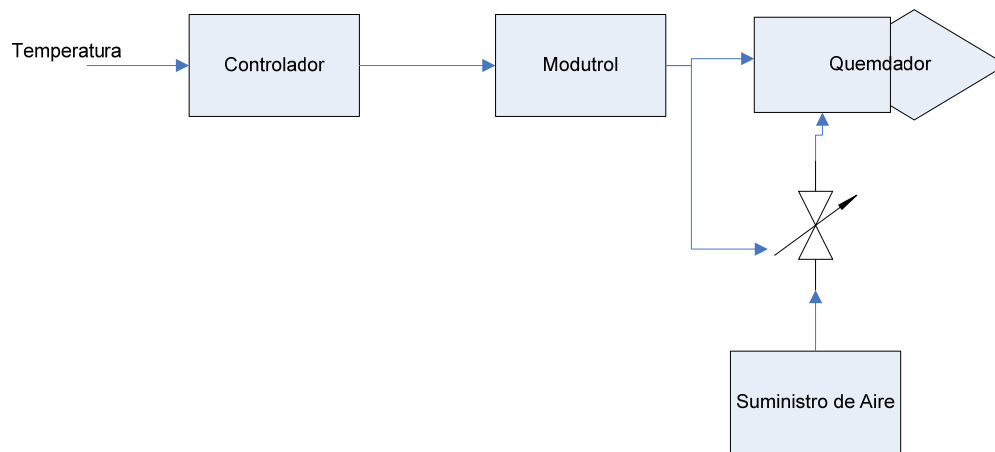 Temperatura
Controlador
Modutrol
Quemdador
Suministro de Aire